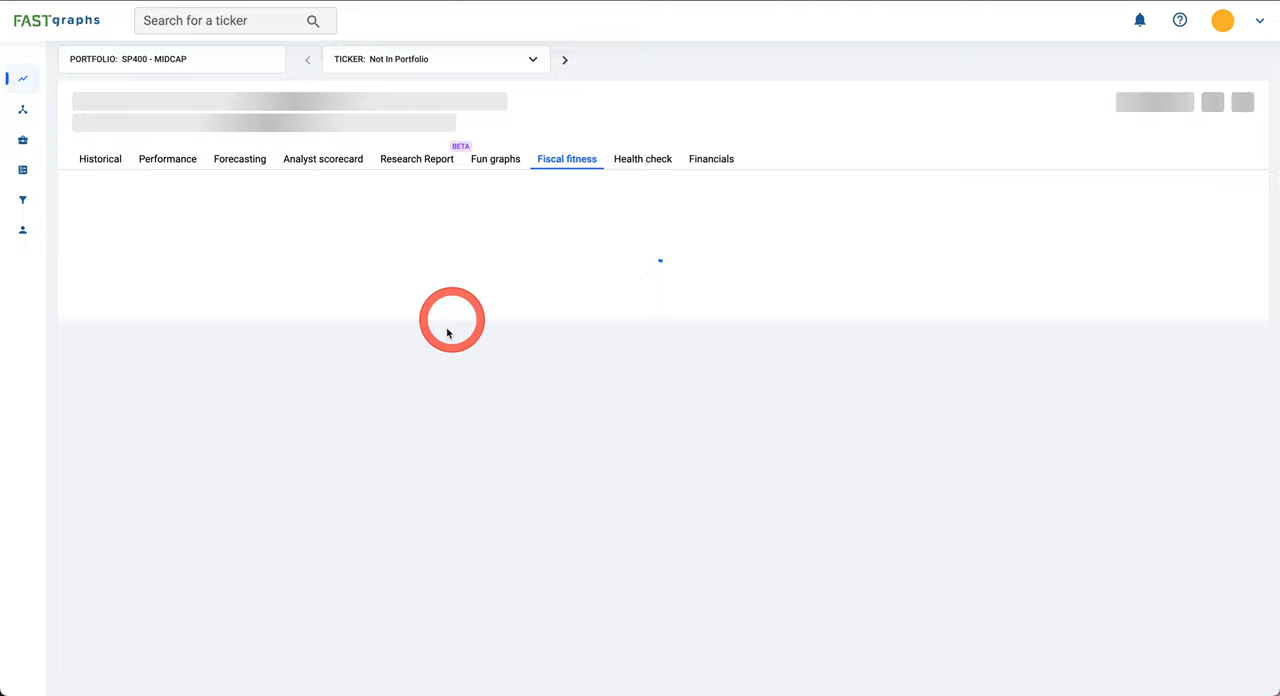 FASTgraphs
Search for a ticker
PORTFOLIO: SP400 - MIDCAP
TICKER: Not In Portfolio
BETA
Historical Performance Forecasting Analyst scorecard Research Report Fun graphs Fiscal fitness Health check Financials